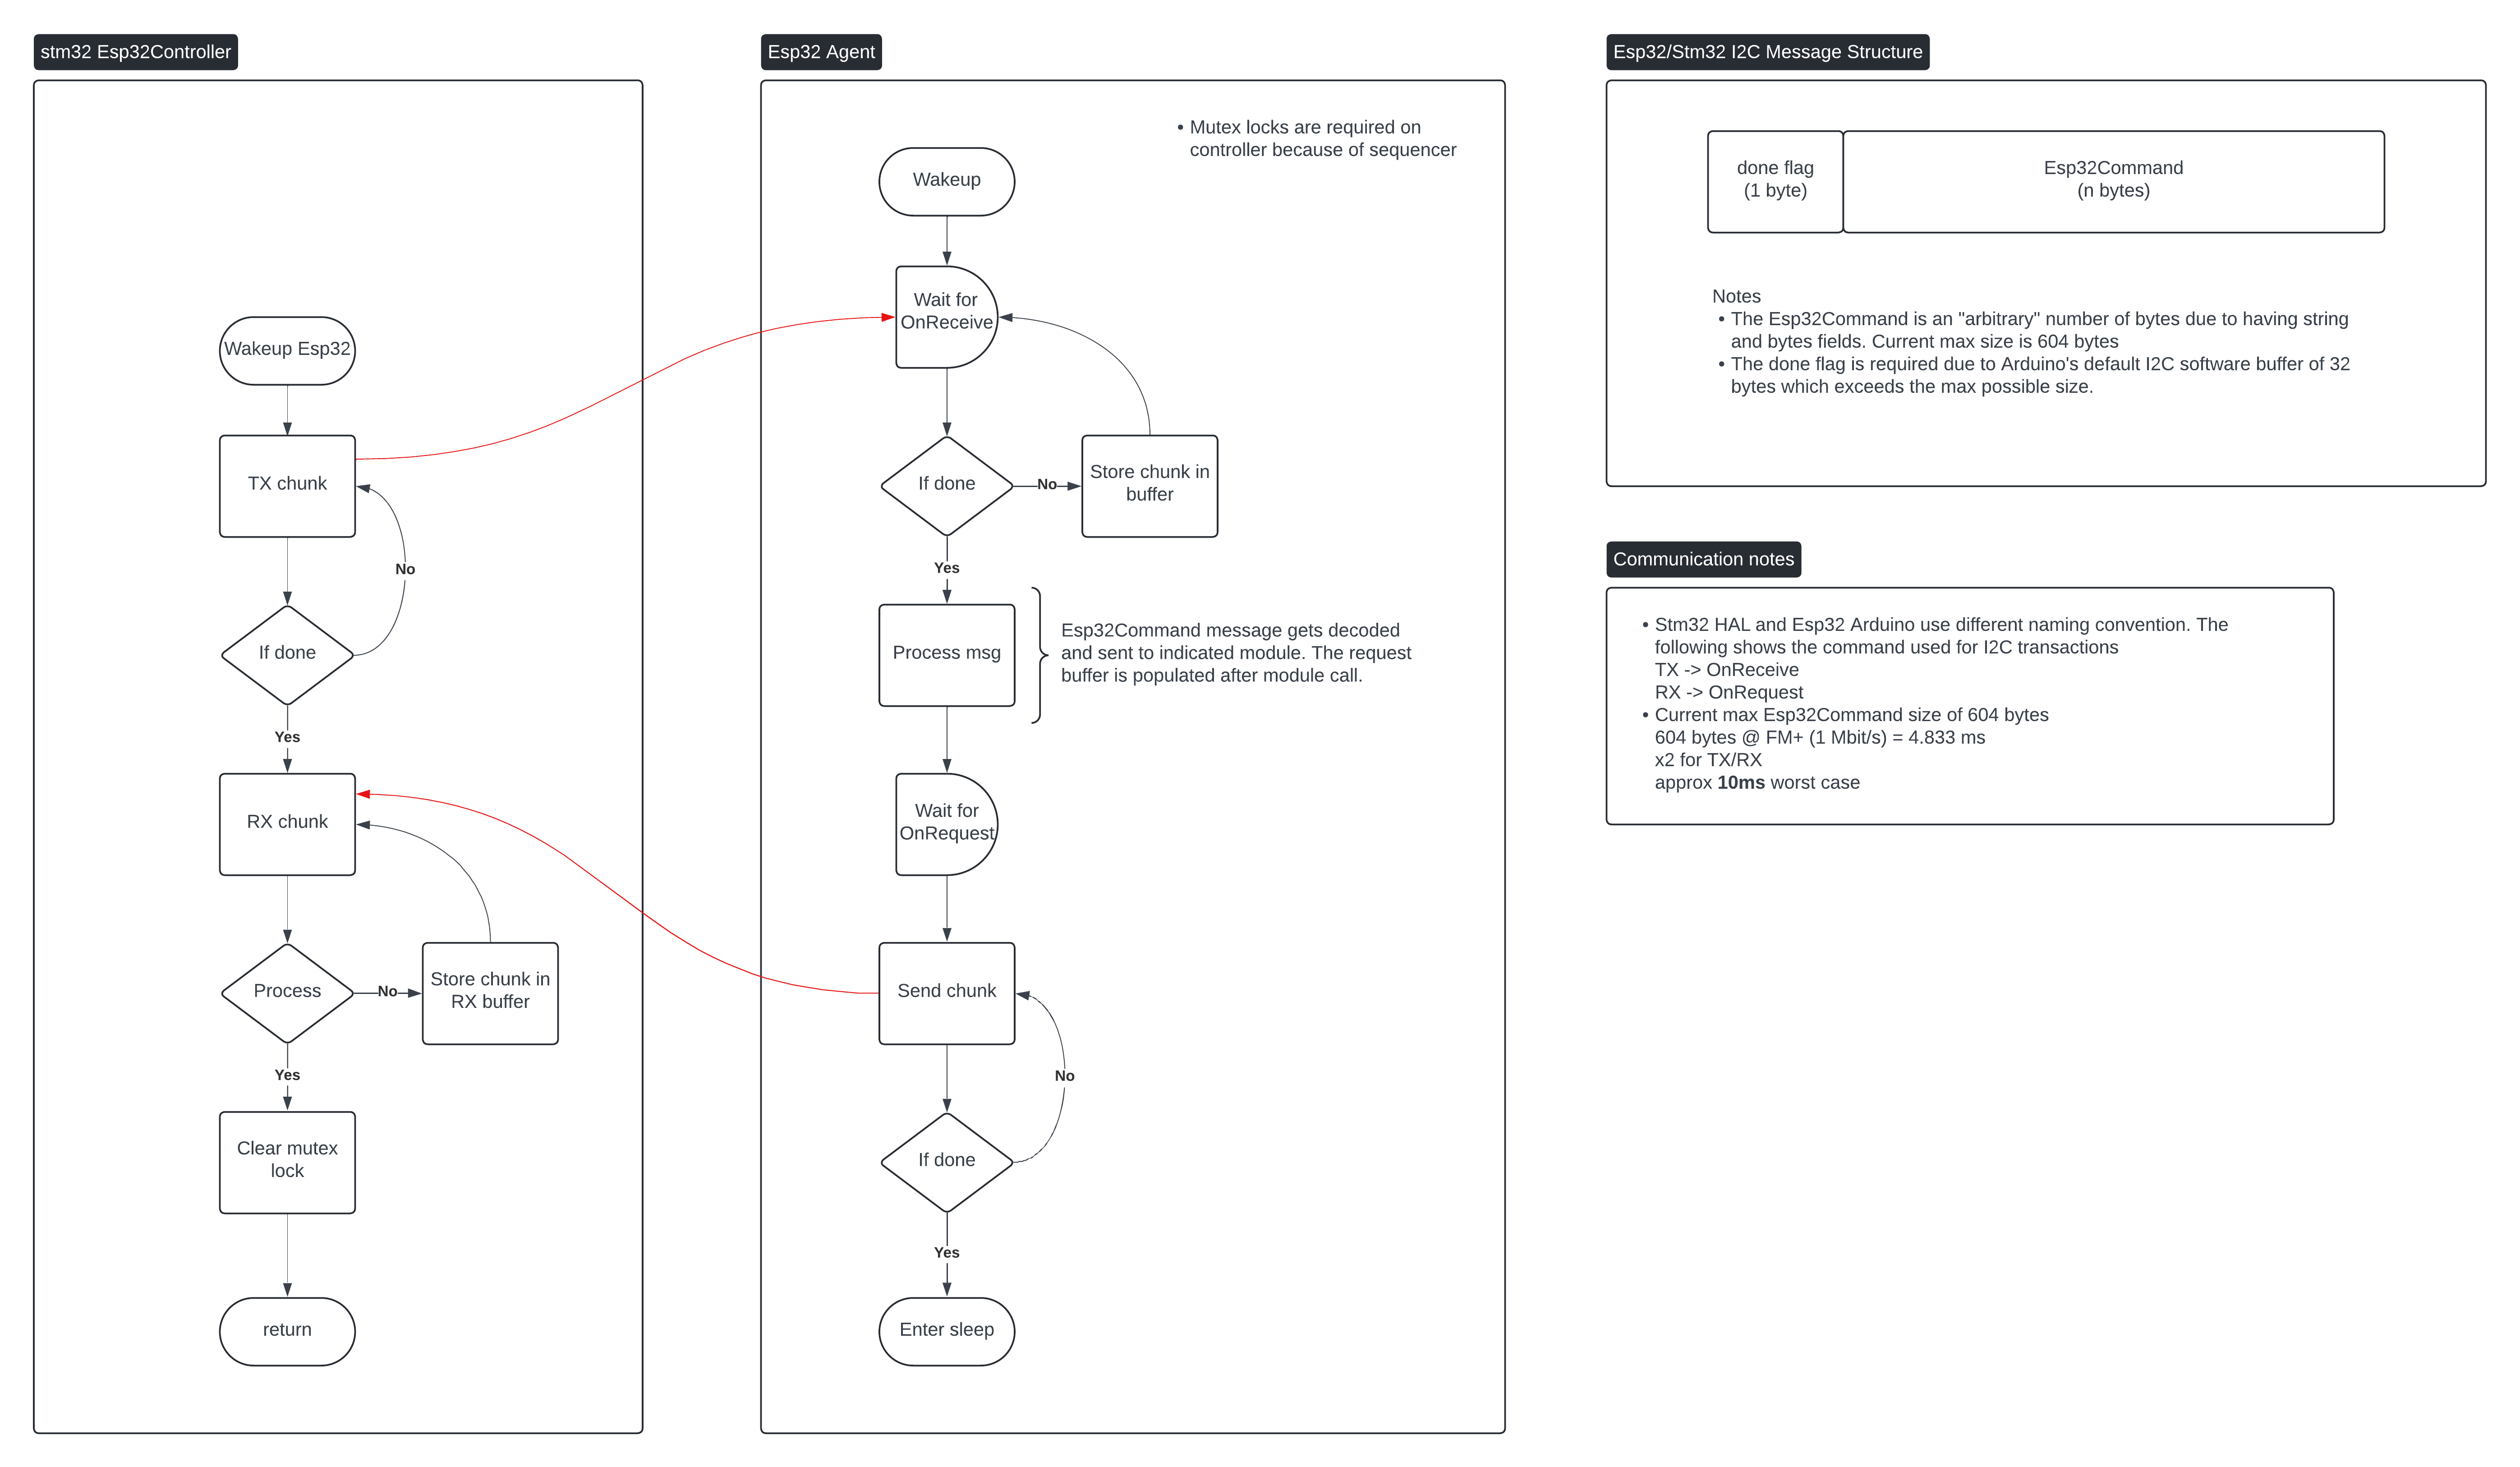 stm32 Esp32Controller
Wakeup Esp32
TX chunk
No
If done
Yes
RX chunk
Process
No
Store chunk in
RX buffer
Yes
Clear mutex
lock
return
Esp32 Agent
• Mutex locks are required on
controller because of sequencer
Wakeup
Wait for
OnReceive
If done
No
Store chunk in
buffer
Yes
Process msg
Esp32Command message gets decoded
and sent to indicated module. The request
buffer is populated after module call.
Wait for
OnRequest
Send chunk
No
If done
Yes
Enter sleep
Esp32/Stm32 I2C Message Structure
done flag
(1 byte)
Esp32Command
(n bytes)
Notes
• The Esp32Command is an "arbitrary" number of bytes due to having string
and bytes fields. Current max size is 604 bytes
• The done flag is required due to Arduino's default I2C software buffer of 32
bytes which exceeds the max possible size.
Communication notes
• Stm32 HAL and Esp32 Arduino use different naming convention. The
following shows the command used for I2C transactions
TX -> OnReceive
RX -> OnRequest
• Current max Esp32Command size of 604 bytes
604 bytes @ FM+ (1 Mbit/s) = 4.833 ms
x2 for TX/RX
approx 10ms worst case